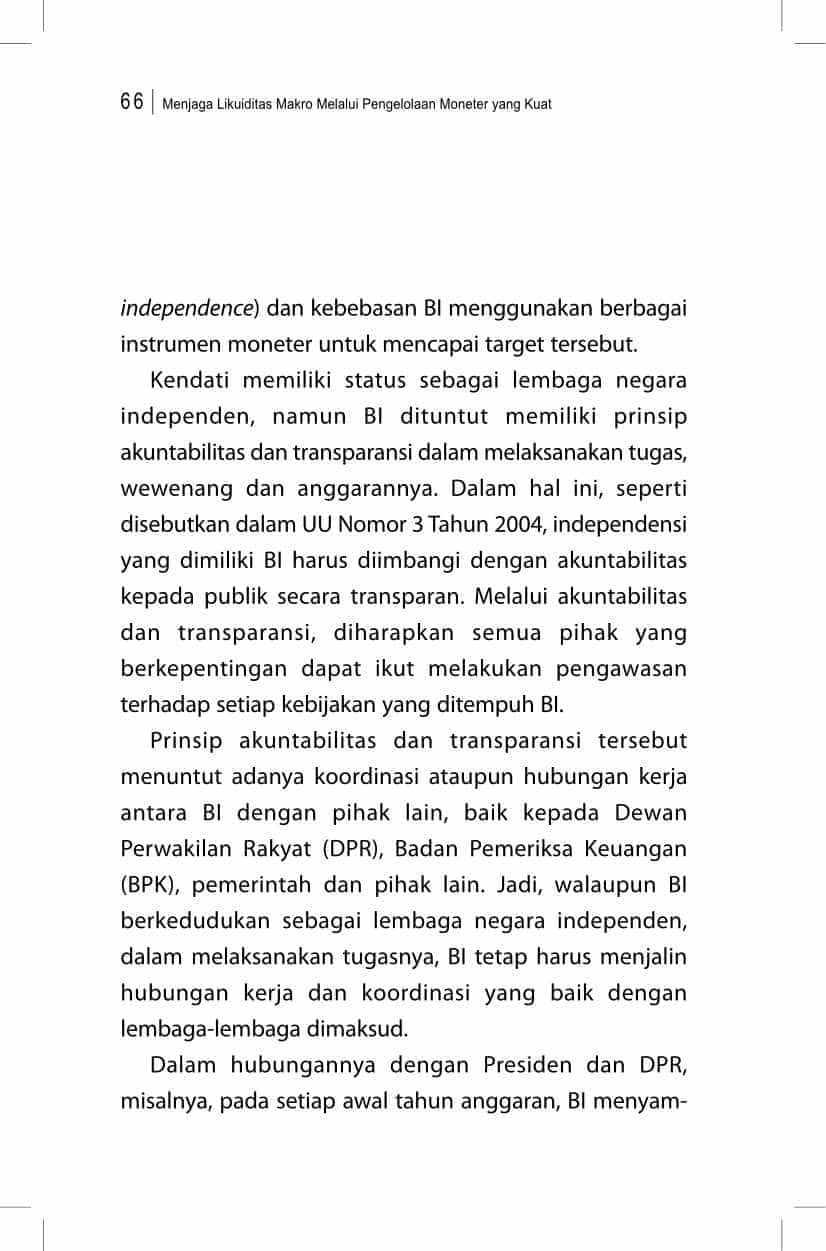 66 | Menjaga Likuiditas Makro Melalui Pengelolaan Moneter yang Kuat
independence) dan kebebasan BI menggunakan berbagai
instrumen moneter untuk mencapai target tersebut.
Kendati memiliki status sebagai lembaga negara
independen, namun BI dituntut memiliki prinsip
akuntabilitas dan transparansi dalam melaksanakan tugas,
wewenang dan anggarannya. Dalam hal ini, seperti
disebutkan dalam UU Nomor 3 Tahun 2004, independensi
yang dimiliki BI harus diimbangi dengan akuntabilitas
kepada publik secara transparan. Melalui akuntabilitas
dan transparansi, diharapkan semua pihak yang
berkepentingan dapat ikut melakukan pengawasan
terhadap setiap kebijakan yang ditempuh BI.
Prinsip akuntabilitas dan transparansi tersebut
menuntut adanya koordinasi ataupun hubungan kerja
antara BI dengan pihak lain, baik kepada Dewan
Perwakilan Rakyat (DPR), Badan Pemeriksa Keuangan
(BPK), pemerintah dan pihak lain. Jadi, walaupun BI
berkedudukan sebagai lembaga negara independen,
dalam melaksanakan tugasnya, BI tetap harus menjalin
hubungan kerja dan koordinasi yang baik dengan
lembaga-lembaga dimaksud.
Dalam hubungannya dengan Presiden dan DPR,
misalnya, pada setiap awal tahun anggaran, BI menyam-